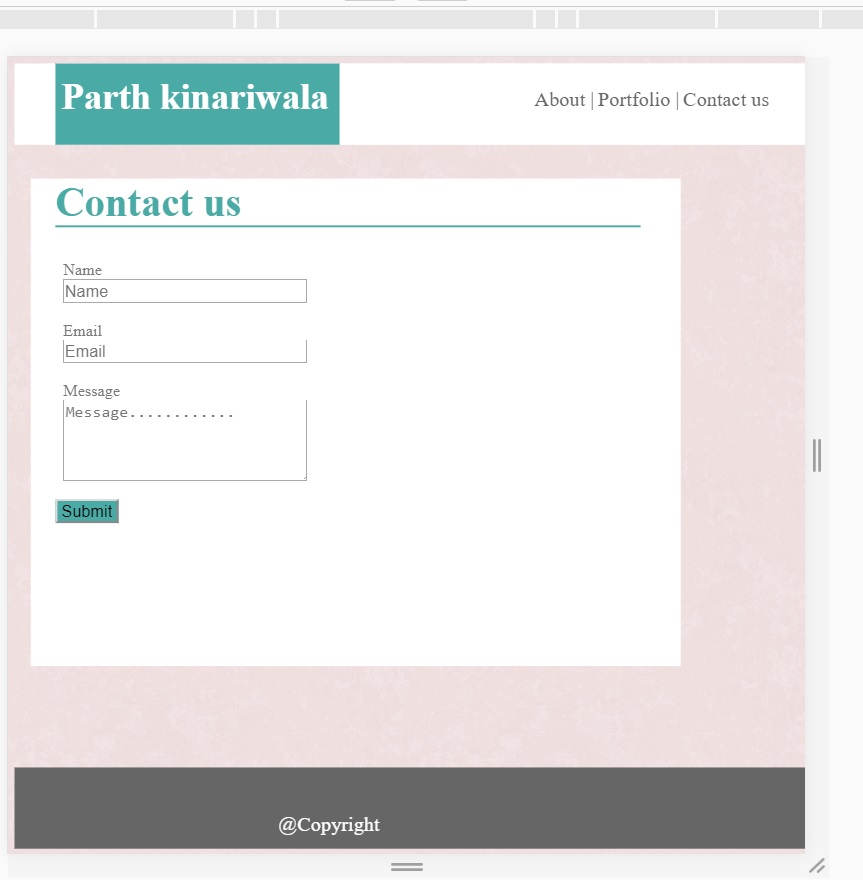 Parth kinariwala
About | Portfolio | Contact us
Contact us
Name
Name
Email
Email
Message
Message............
Submit
@Copyright